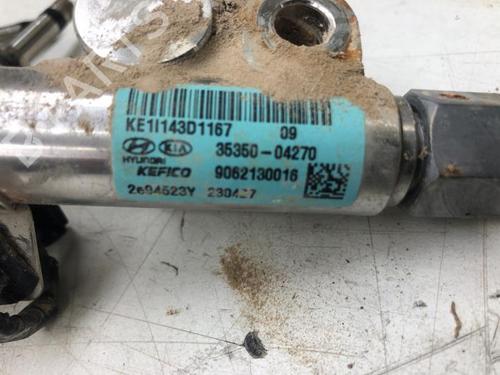 KE1I143D1167 09
HYUNDAI KIA 35350-04270
KEFICO 9062130016
2e94523Y 230427